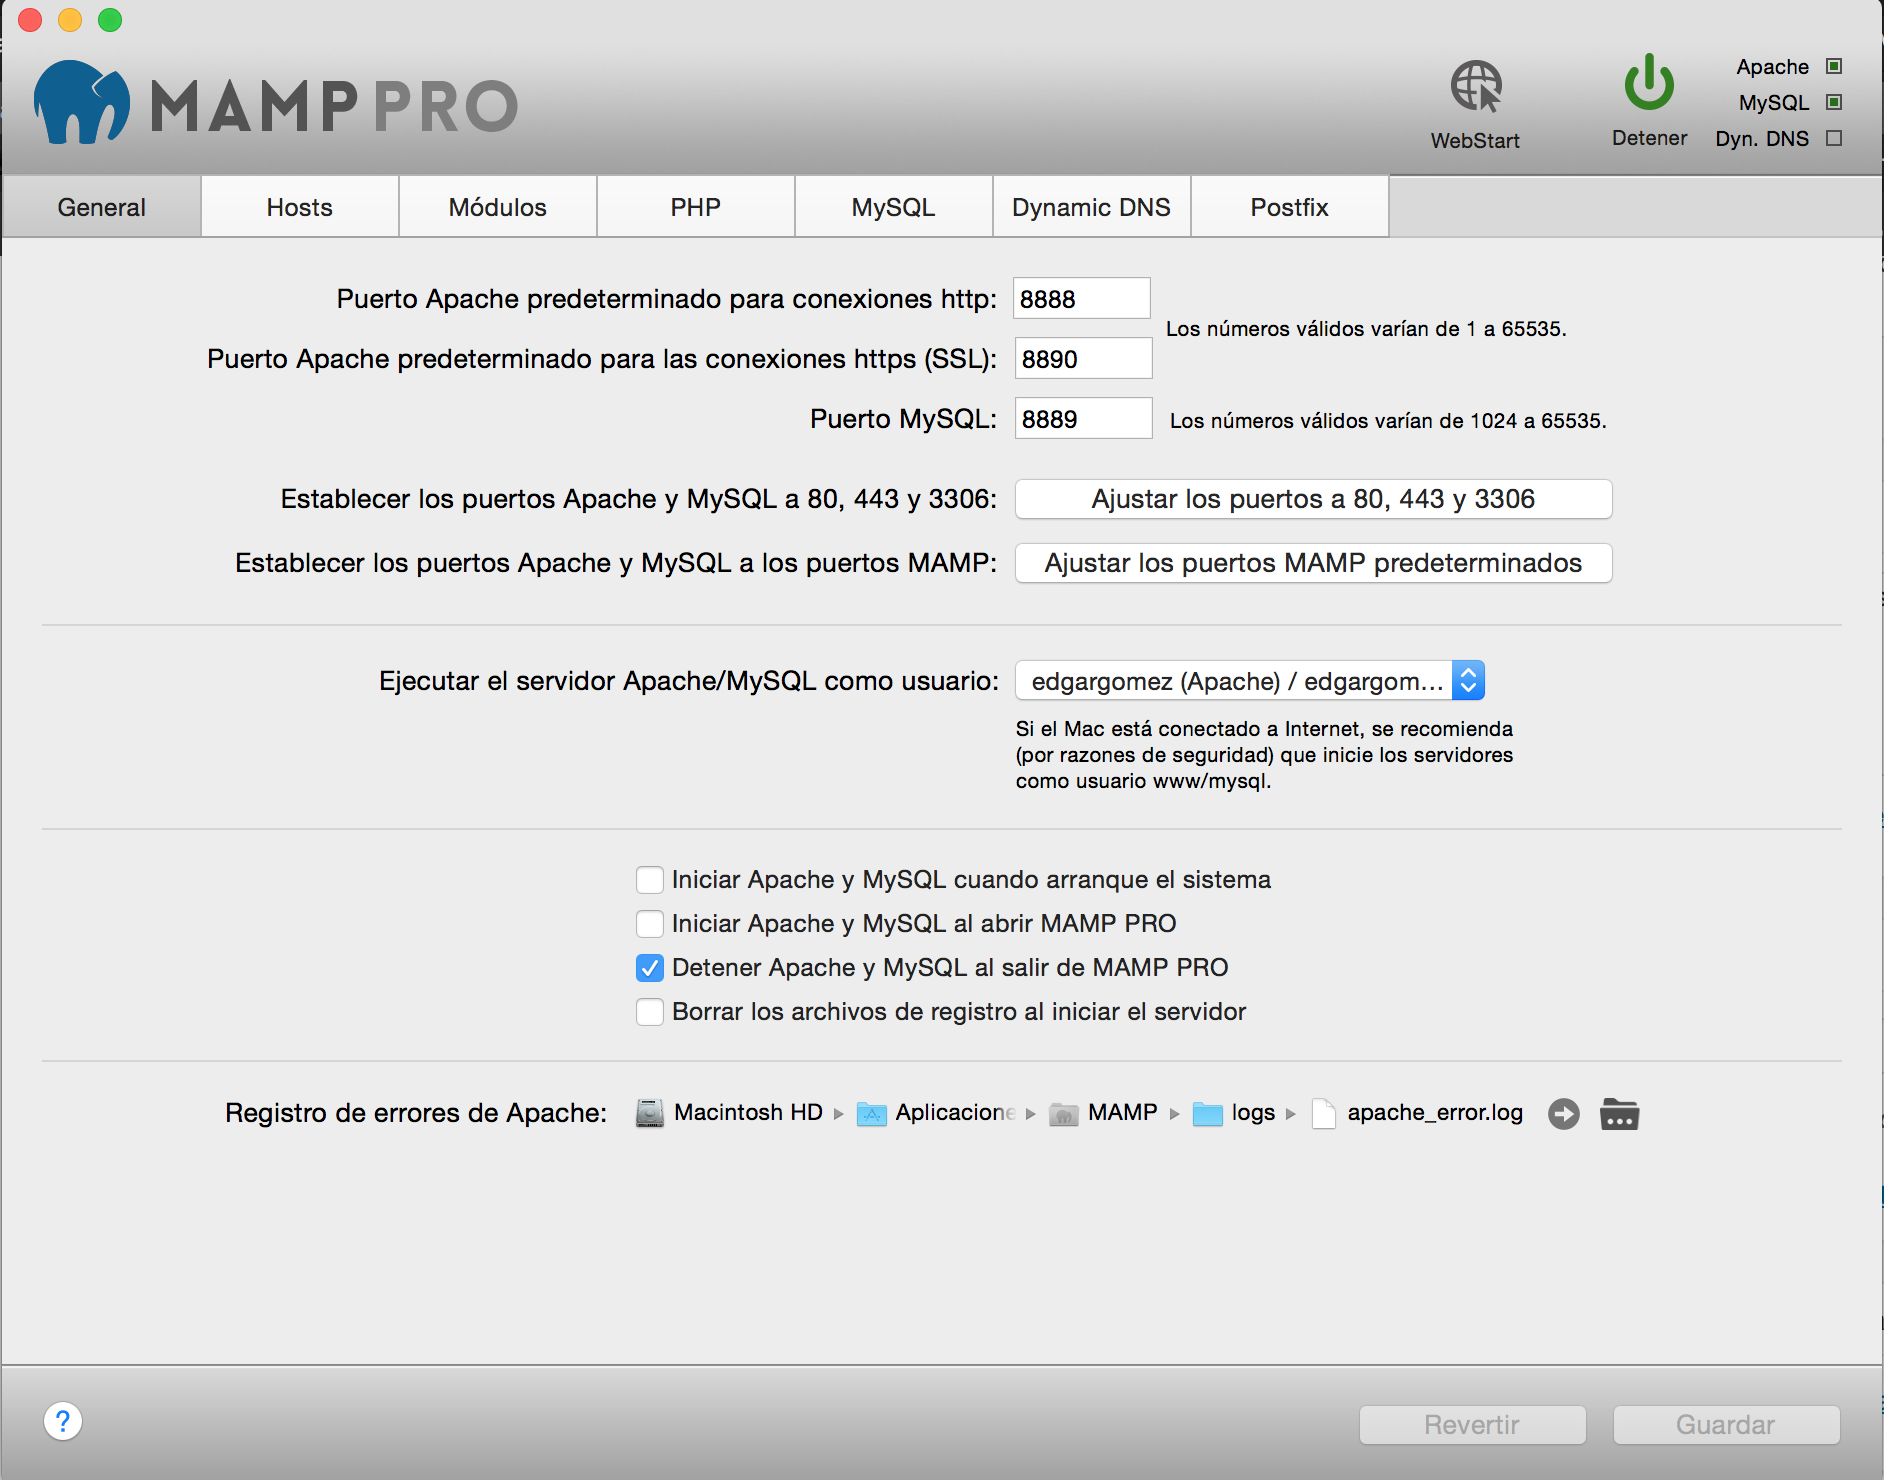 MAMP PRO
WebStart
Detener
Apache
MySQL
Dyn. DNS
General
Hosts
Módulos
PHP
MySQL
Dynamic DNS
Postfix
Puerto Apache predeterminado para conexiones http: 8888
Los números válidos varían de 1 a 65535.
Puerto Apache predeterminado para las conexiones https (SSL): 8890
Puerto MySQL: 8889 Los números válidos varían de 1024 a 65535.
Establecer los puertos Apache y MySQL a 80, 443 y 3306: Ajustar los puertos a 80, 443 y 3306
Establecer los puertos Apache y MySQL a los puertos MAMP: Ajustar los puertos MAMP predeterminados
Ejecutar el servidor Apache/MySQL como usuario: edgargomez (Apache) / edgargom...
Si el Mac está conectado a Internet, se recomienda
(por razones de seguridad) que inicie los servidores
como usuario www/mysql.
Iniciar Apache y MySQL cuando arranque el sistema
Iniciar Apache y MySQL al abrir MAMP PRO
Detener Apache y MySQL al salir de MAMP PRO
Borrar los archivos de registro al iniciar el servidor
Registro de errores de Apache: Macintosh HD Aplicacione MAMP logs apache_error.log
?
Revertir
Guardar